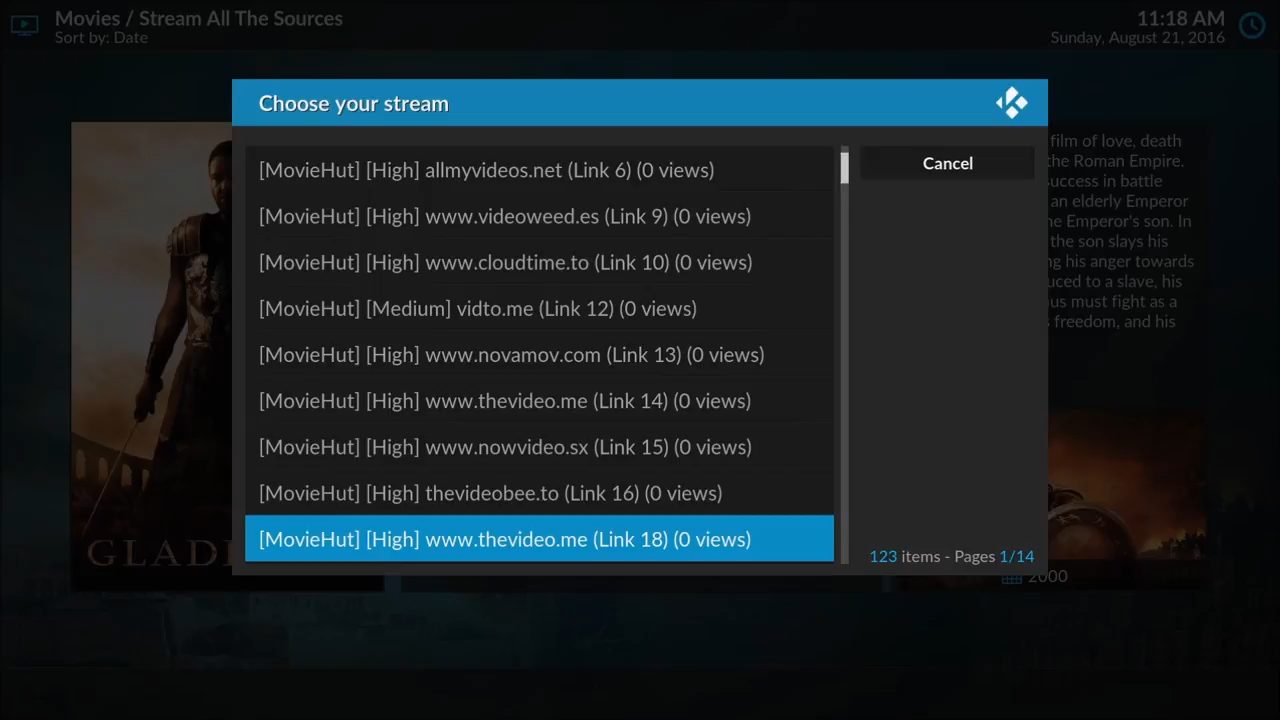 Movies / Stream All The Sources
Sort by: Date
11:18 AM
Sunday, August 21, 2016
Choose your stream
[MovieHut] [High] allmyvideos.net (Link 6) (0 views)
[MovieHut] [High] www.videoweed.es (Link 9) (0 views)
[MovieHut] [High] www.cloudtime.to (Link 10) (0 views)
[MovieHut] [Medium] vidto.me (Link 12) (0 views)
[MovieHut] [High] www.novamov.com (Link 13) (0 views)
[MovieHut] [High] www.thevideo.me (Link 14) (0 views)
[MovieHut] [High] www.nowvideo.sx (Link 15) (0 views)
[MovieHut] [High] thevideobee.to (Link 16) (0 views)
[MovieHut] [High] www.thevideo.me (Link 18) (0 views)
Cancel
123 items - Pages 1/14
film of love, death
the Roman Empire.
success in battle
an elderly Emperor
Emperor's son. In
the son slays his
his anger towards
to a slave, his
must fight as a
freedom, and his
GLAD
2000